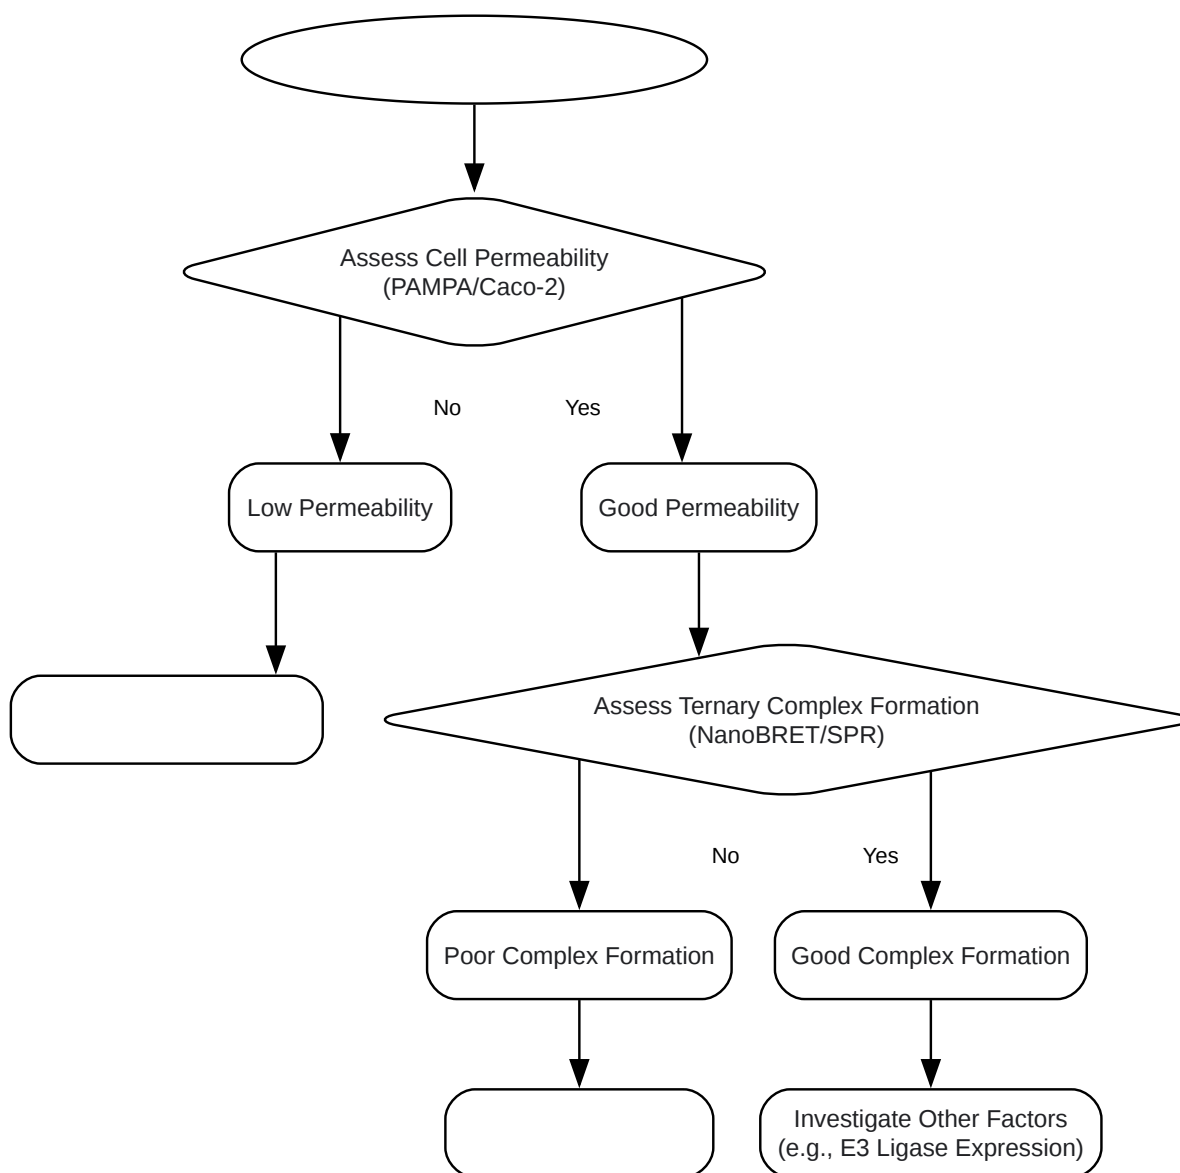 Assess Cell Permeability
(PAMPA/Caco-2)
No
Yes
Low Permeability
Good Permeability
Assess Ternary Complex Formation
(NanoBRET/SPR)
No
Yes
Poor Complex Formation
Good Complex Formation
Investigate Other Factors
(e.g., E3 Ligase Expression)